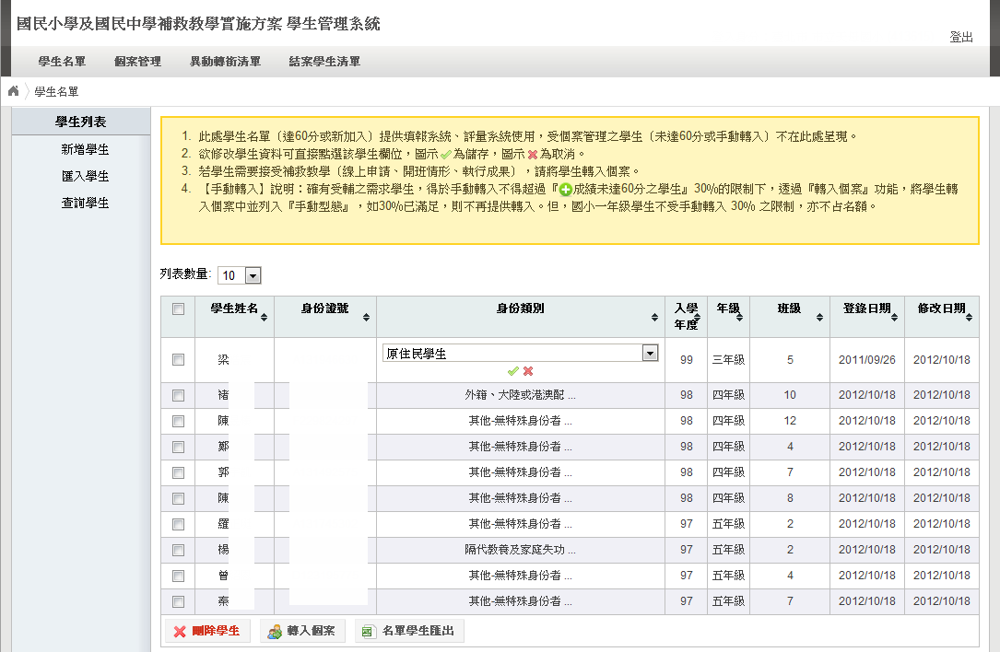 國民小學及國民中學補救教學實施方案 學生管理系統
登出
學生名單 個案管理 異動轉銜清單 結案學生清單
學生名單
學生列表
新增學生
匯入學生
查詢學生
1. 此處學生名單〔達60分或新加入〕提供填報系統、評量系統使用，受個案管理之學生〔未達60分或手動轉入〕不在此處呈現。
2. 欲修改學生資料可直接點選該學生欄位，圖示為儲存，圖示為取消。
3. 若學生需要接受補救教學〔線上申請、開班情形、執行成果〕，請將學生轉入個案。
4. 【手動轉入】說明：確有受輔之需求學生，得於手動轉入不得超過『成績未達60分之學生』30%的限制下，透過『轉入個案』功能，將學生轉
入個案中並列入『手動型態』，如30%已滿足，則不再提供轉入。但，國小一年級學生不受手動轉入 30% 之限制，亦不占名額。
列表數量: 10
學生姓名 身份證號 身份類別 入學年度 年級 班級 登錄日期 修改日期
梁 原住民學生 99 三年級 5 2011/09/26 2012/10/18
褚 外籍、大陸或港澳配 ... 98 四年級 10 2012/10/18 2012/10/18
陳 其他-無特殊身份者 ... 98 四年級 12 2012/10/18 2012/10/18
鄭 其他-無特殊身份者 ... 98 四年級 4 2012/10/18 2012/10/18
郭 其他-無特殊身份者 ... 98 四年級 7 2012/10/18 2012/10/18
陳 其他-無特殊身份者 ... 98 四年級 8 2012/10/18 2012/10/18
羅 其他-無特殊身份者 ... 97 五年級 2 2012/10/18 2012/10/18
楊 隔代教養及家庭失功 ... 97 五年級 2 2012/10/18 2012/10/18
曾 其他-無特殊身份者 ... 97 五年級 4 2012/10/18 2012/10/18
秦 其他-無特殊身份者 ... 97 五年級 7 2012/10/18 2012/10/18
刪除學生 轉入個案 名單學生匯出